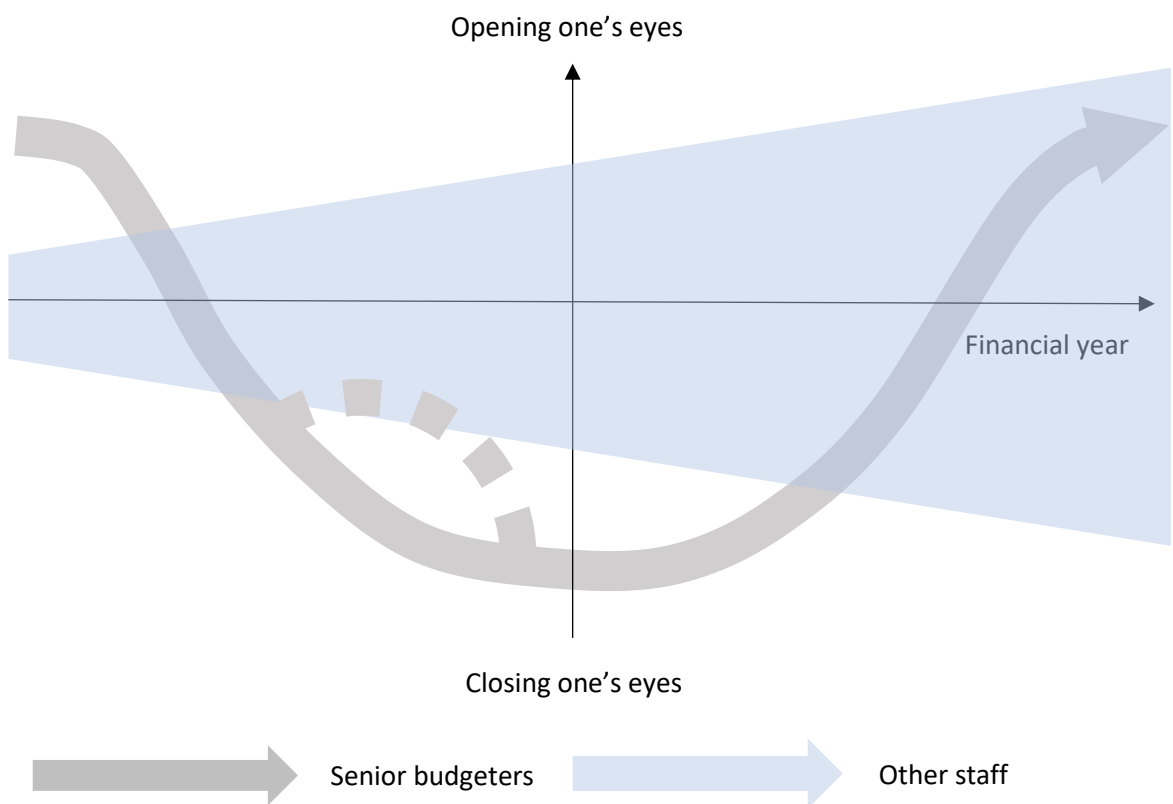 Opening one’s eyes
Financial year
Closing one’s eyes
Senior budgeters
Other staff